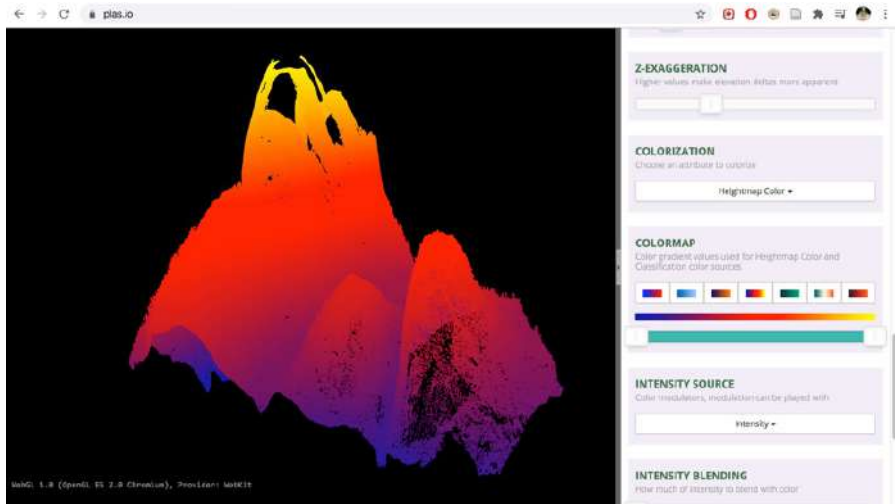 plas.io
Z-EXAGGERATION
Higher values make elevation deltas more apparent
COLORIZATION
Choose an attribute to colorize
Heightmap Color
COLORMAP
Color gradient values used for Heightmap Color and
Classification color sources
INTENSITY SOURCE
Color modulators, modulation can be played with
Intensity
INTENSITY BLENDING
How much of intensity to blend with color
WebGL 1.0 (OpenGL ES 2.0 Chromium), Provider: WebKit